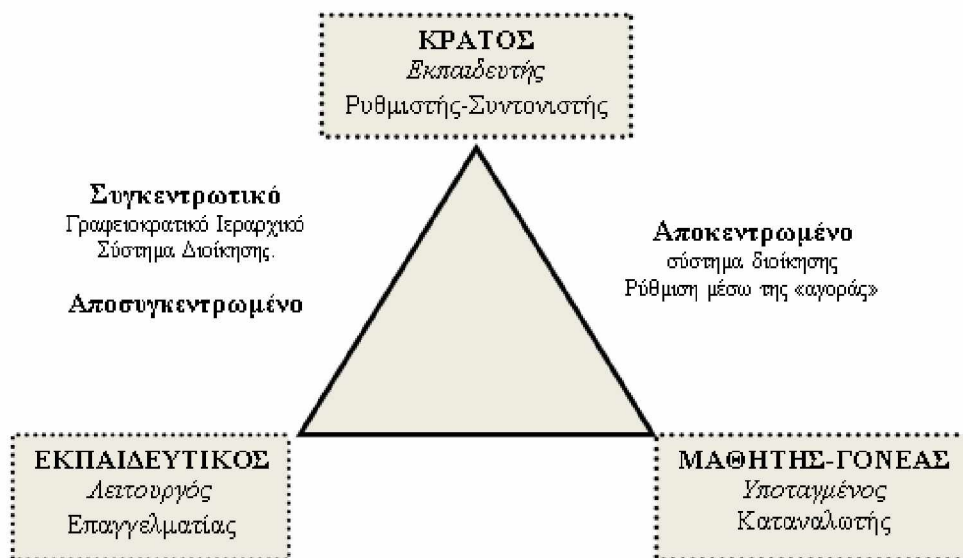 ΚΡΑΤΟΣ
Εκπαιδευτής
Ρυθμιστής-Συντονιστής
Συγκεντρωτικό
Γραφειοκρατικό Ιεραρχικό
Σύστημα Διοίκησης.
Αποσυγκεντρωμένο
Αποκεντρωμένο
σύστημα διοίκησης
Ρύθμιση μέσω της «αγοράς»
ΕΚΠΑΙΔΕΥΤΙΚΟΣ
Λειτουργός
Επαγγελματίας
ΜΑΘΗΤΗΣ-ΓΟΝΕΑΣ
Υποταγμένος
Καταναλωτής